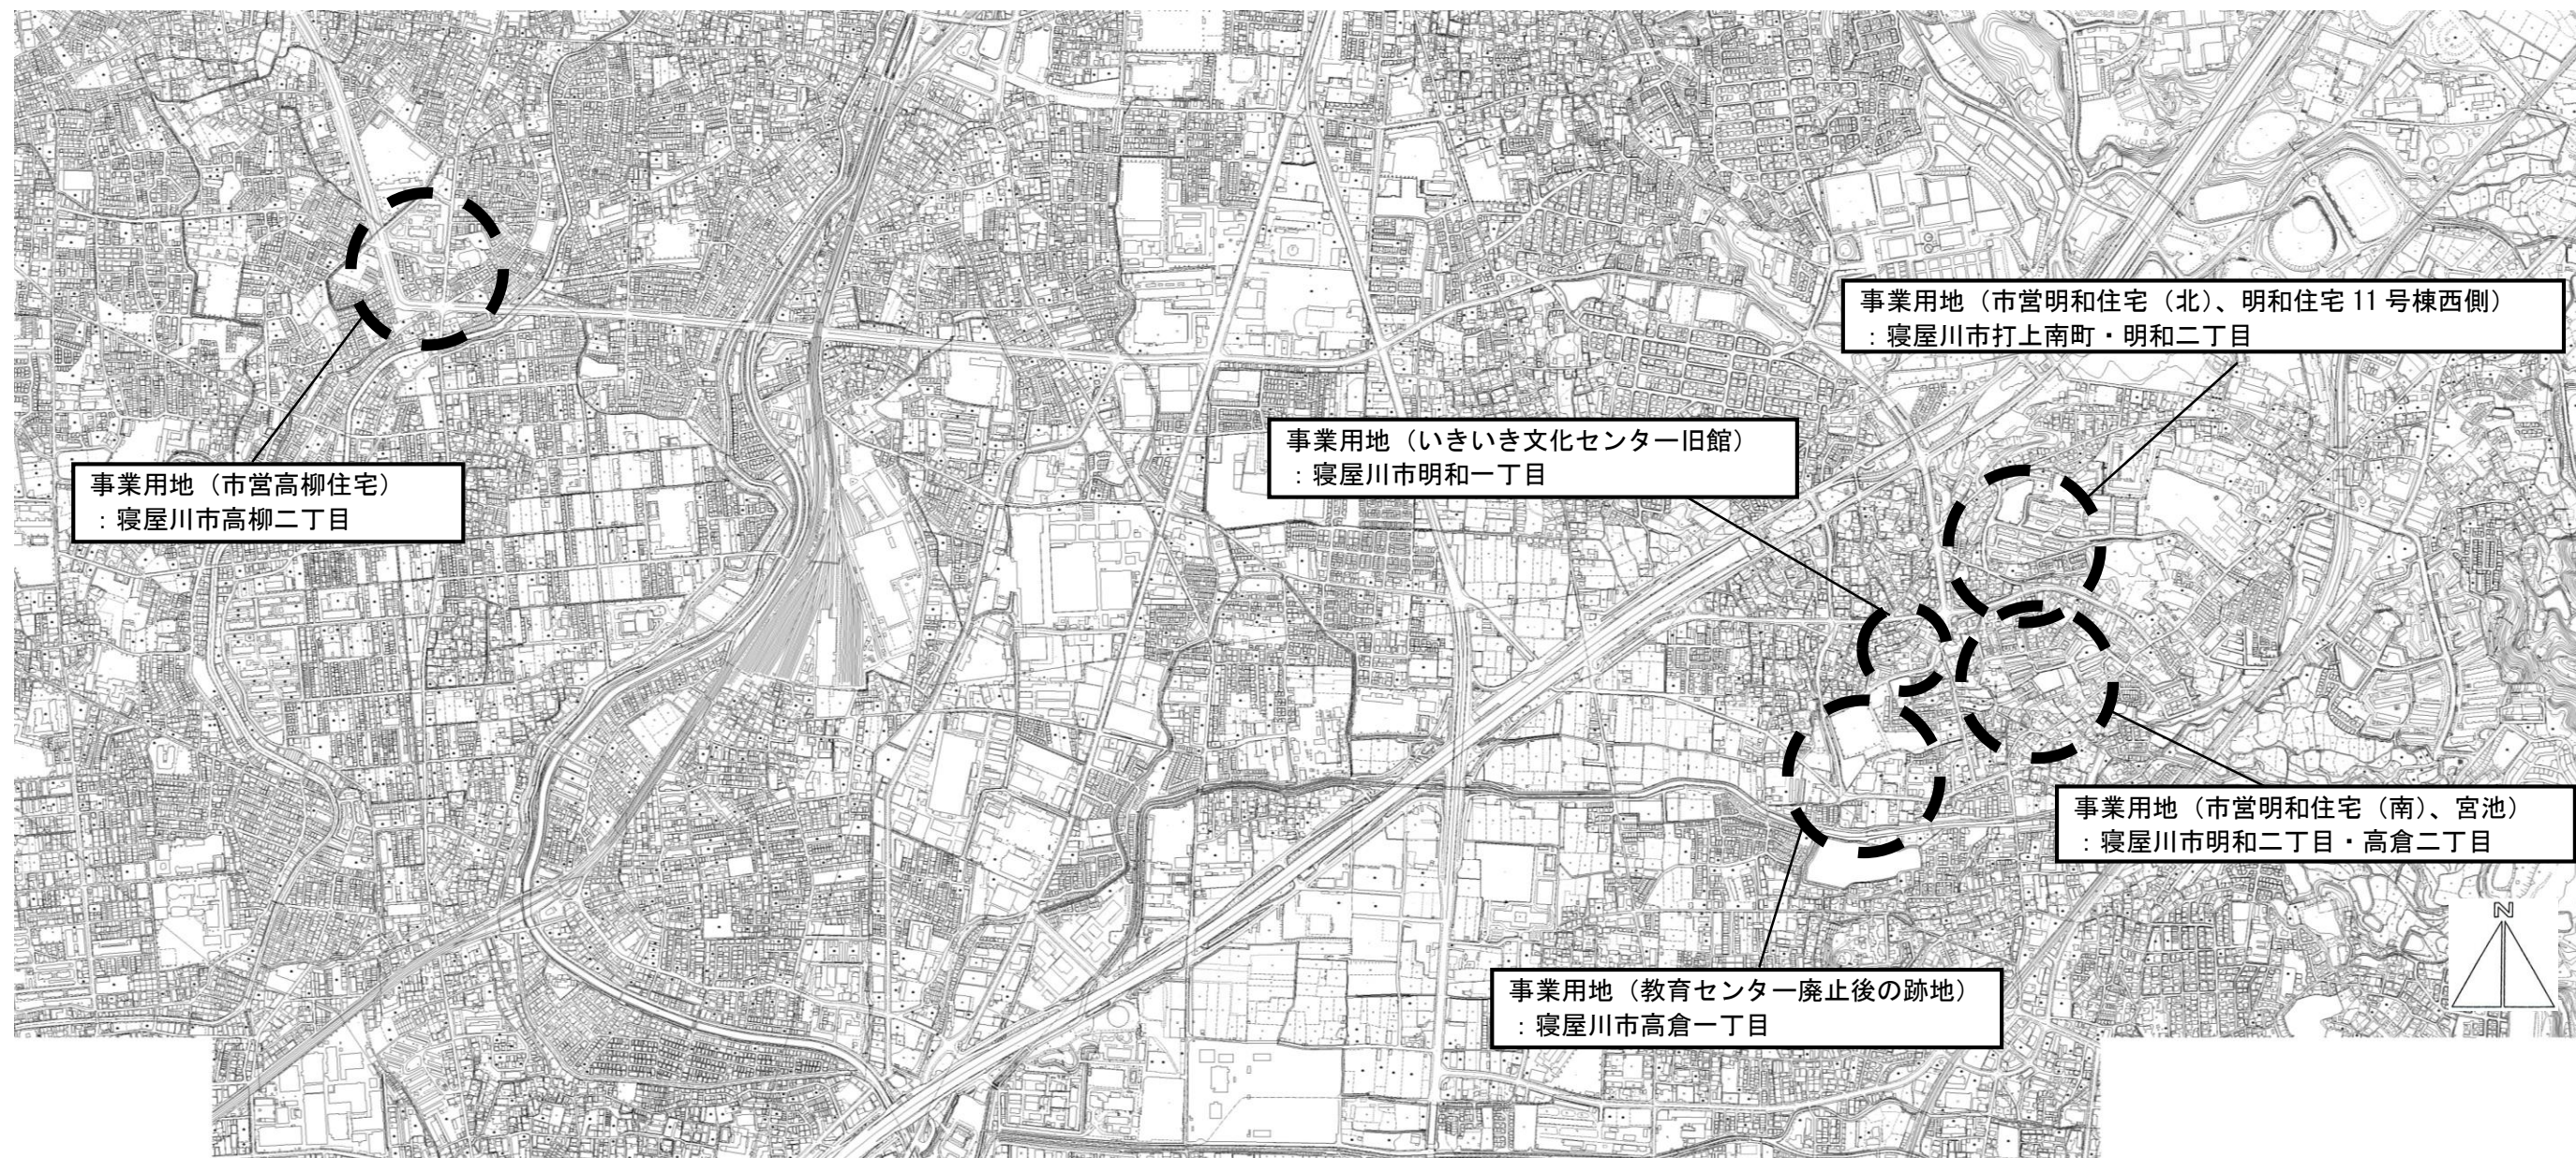 事業用地（市営明和住宅（北）、明和住宅 11 号棟西側）
：寝屋川市打上南町・明和二丁目
事業用地（いきいき文化センター旧館）
：寝屋川市明和一丁目
事業用地（市営高柳住宅）
：寝屋川市高柳二丁目
事業用地（市営明和住宅（南）、宮池）
：寝屋川市明和二丁目・高倉二丁目
事業用地（教育センター廃止後の跡地）
：寝屋川市高倉一丁目
N